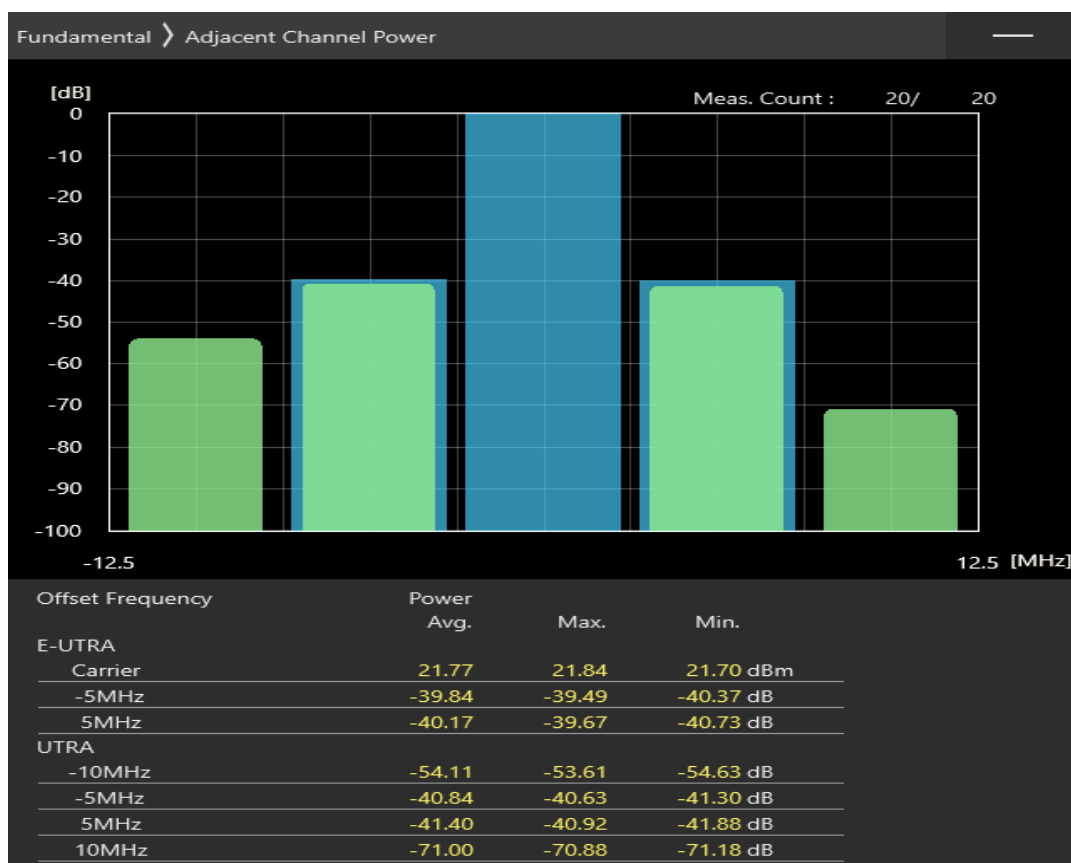 Fundamental 〉 Adjacent Channel Power
[dB]
Meas. Count : 20/ 20
0
-10
-20
-30
-40
-50
-60
-70
-80
-90
-100
-12.5 12.5 [MHz]
Offset Frequency Power
Avg. Max. Min.
E-UTRA
Carrier 21.77 21.84 21.70 dBm
-5MHz -39.84 -39.49 -40.37 dB
5MHz -40.17 -39.67 -40.73 dB
UTRA
-10MHz -54.11 -53.61 -54.63 dB
-5MHz -40.84 -40.63 -41.30 dB
5MHz -41.40 -40.92 -41.88 dB
10MHz -71.00 -70.88 -71.18 dB